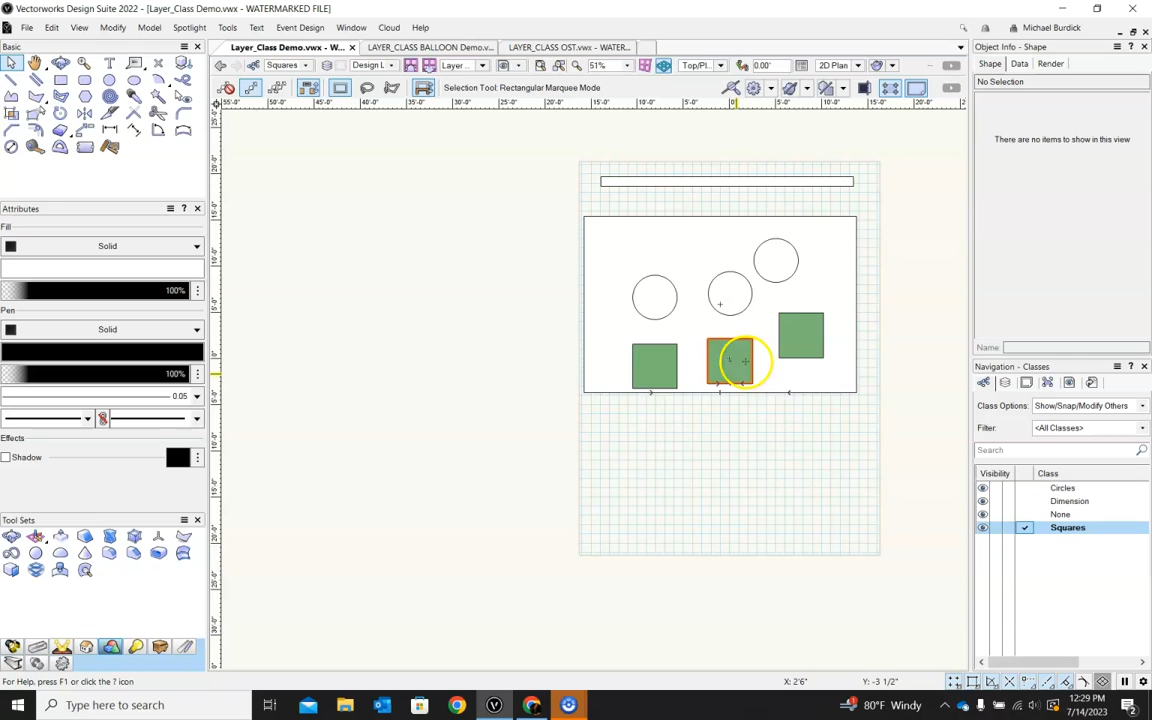 Vectorworks Design Suite 2022 - [Layer_Class Demo.vwx - WATERMARKED FILE]
File Edit View Modify Model Spotlight Tools Text Event Design Window Cloud Help
Michael Burdick
Basic
Layer_Class Demo.vwx - W...
LAYER_CLASS BALLOON Demo.v...
LAYER_CLASS OST.vwx - WATER...
Object Info - Shape
Squares
Design L...
Layer ...
51%
Top/Pl...
0.00'
2D Plan
Shape Data Render
No Selection
Selection Tool: Rectangular Marquee Mode
There are no items to show in this view
Attributes
Fill
Solid
100%
Pen
Solid
100%
0.05
Effects
Shadow
Name:
Navigation - Classes
Class Options: Show/Snap/Modify Others
Filter: <All Classes>
Search
Visibility Class
Circles
Dimension
None
Squares
Tool Sets
For Help, press F1 or click the ? icon
X: 2'6"
Y: -3 1/2"
Type here to search
80°F Windy
12:29 PM
7/14/2023
2